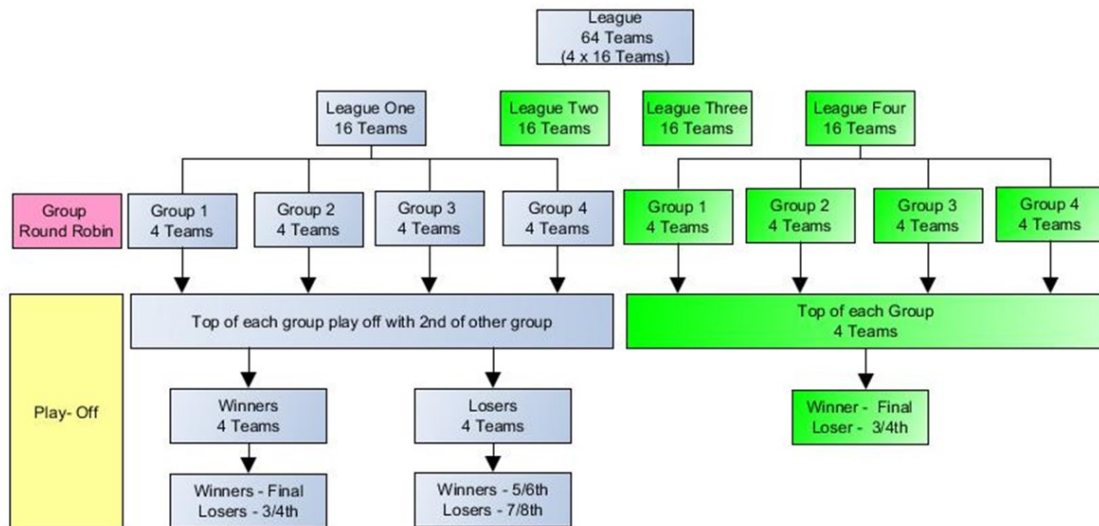 League
64 Teams
(4 x 16 Teams)
League One
16 Teams
League Two
16 Teams
League Three
16 Teams
League Four
16 Teams
Group
Round Robin
Group 1
4 Teams
Group 2
4 Teams
Group 3
4 Teams
Group 4
4 Teams
Group 1
4 Teams
Group 2
4 Teams
Group 3
4 Teams
Group 4
4 Teams
Play- Off
Top of each group play off with 2nd of other group
Top of each Group
4 Teams
Winners
4 Teams
Losers
4 Teams
Winner - Final
Loser - 3/4th
Winners - Final
Losers - 3/4th
Winners - 5/6th
Losers - 7/8th